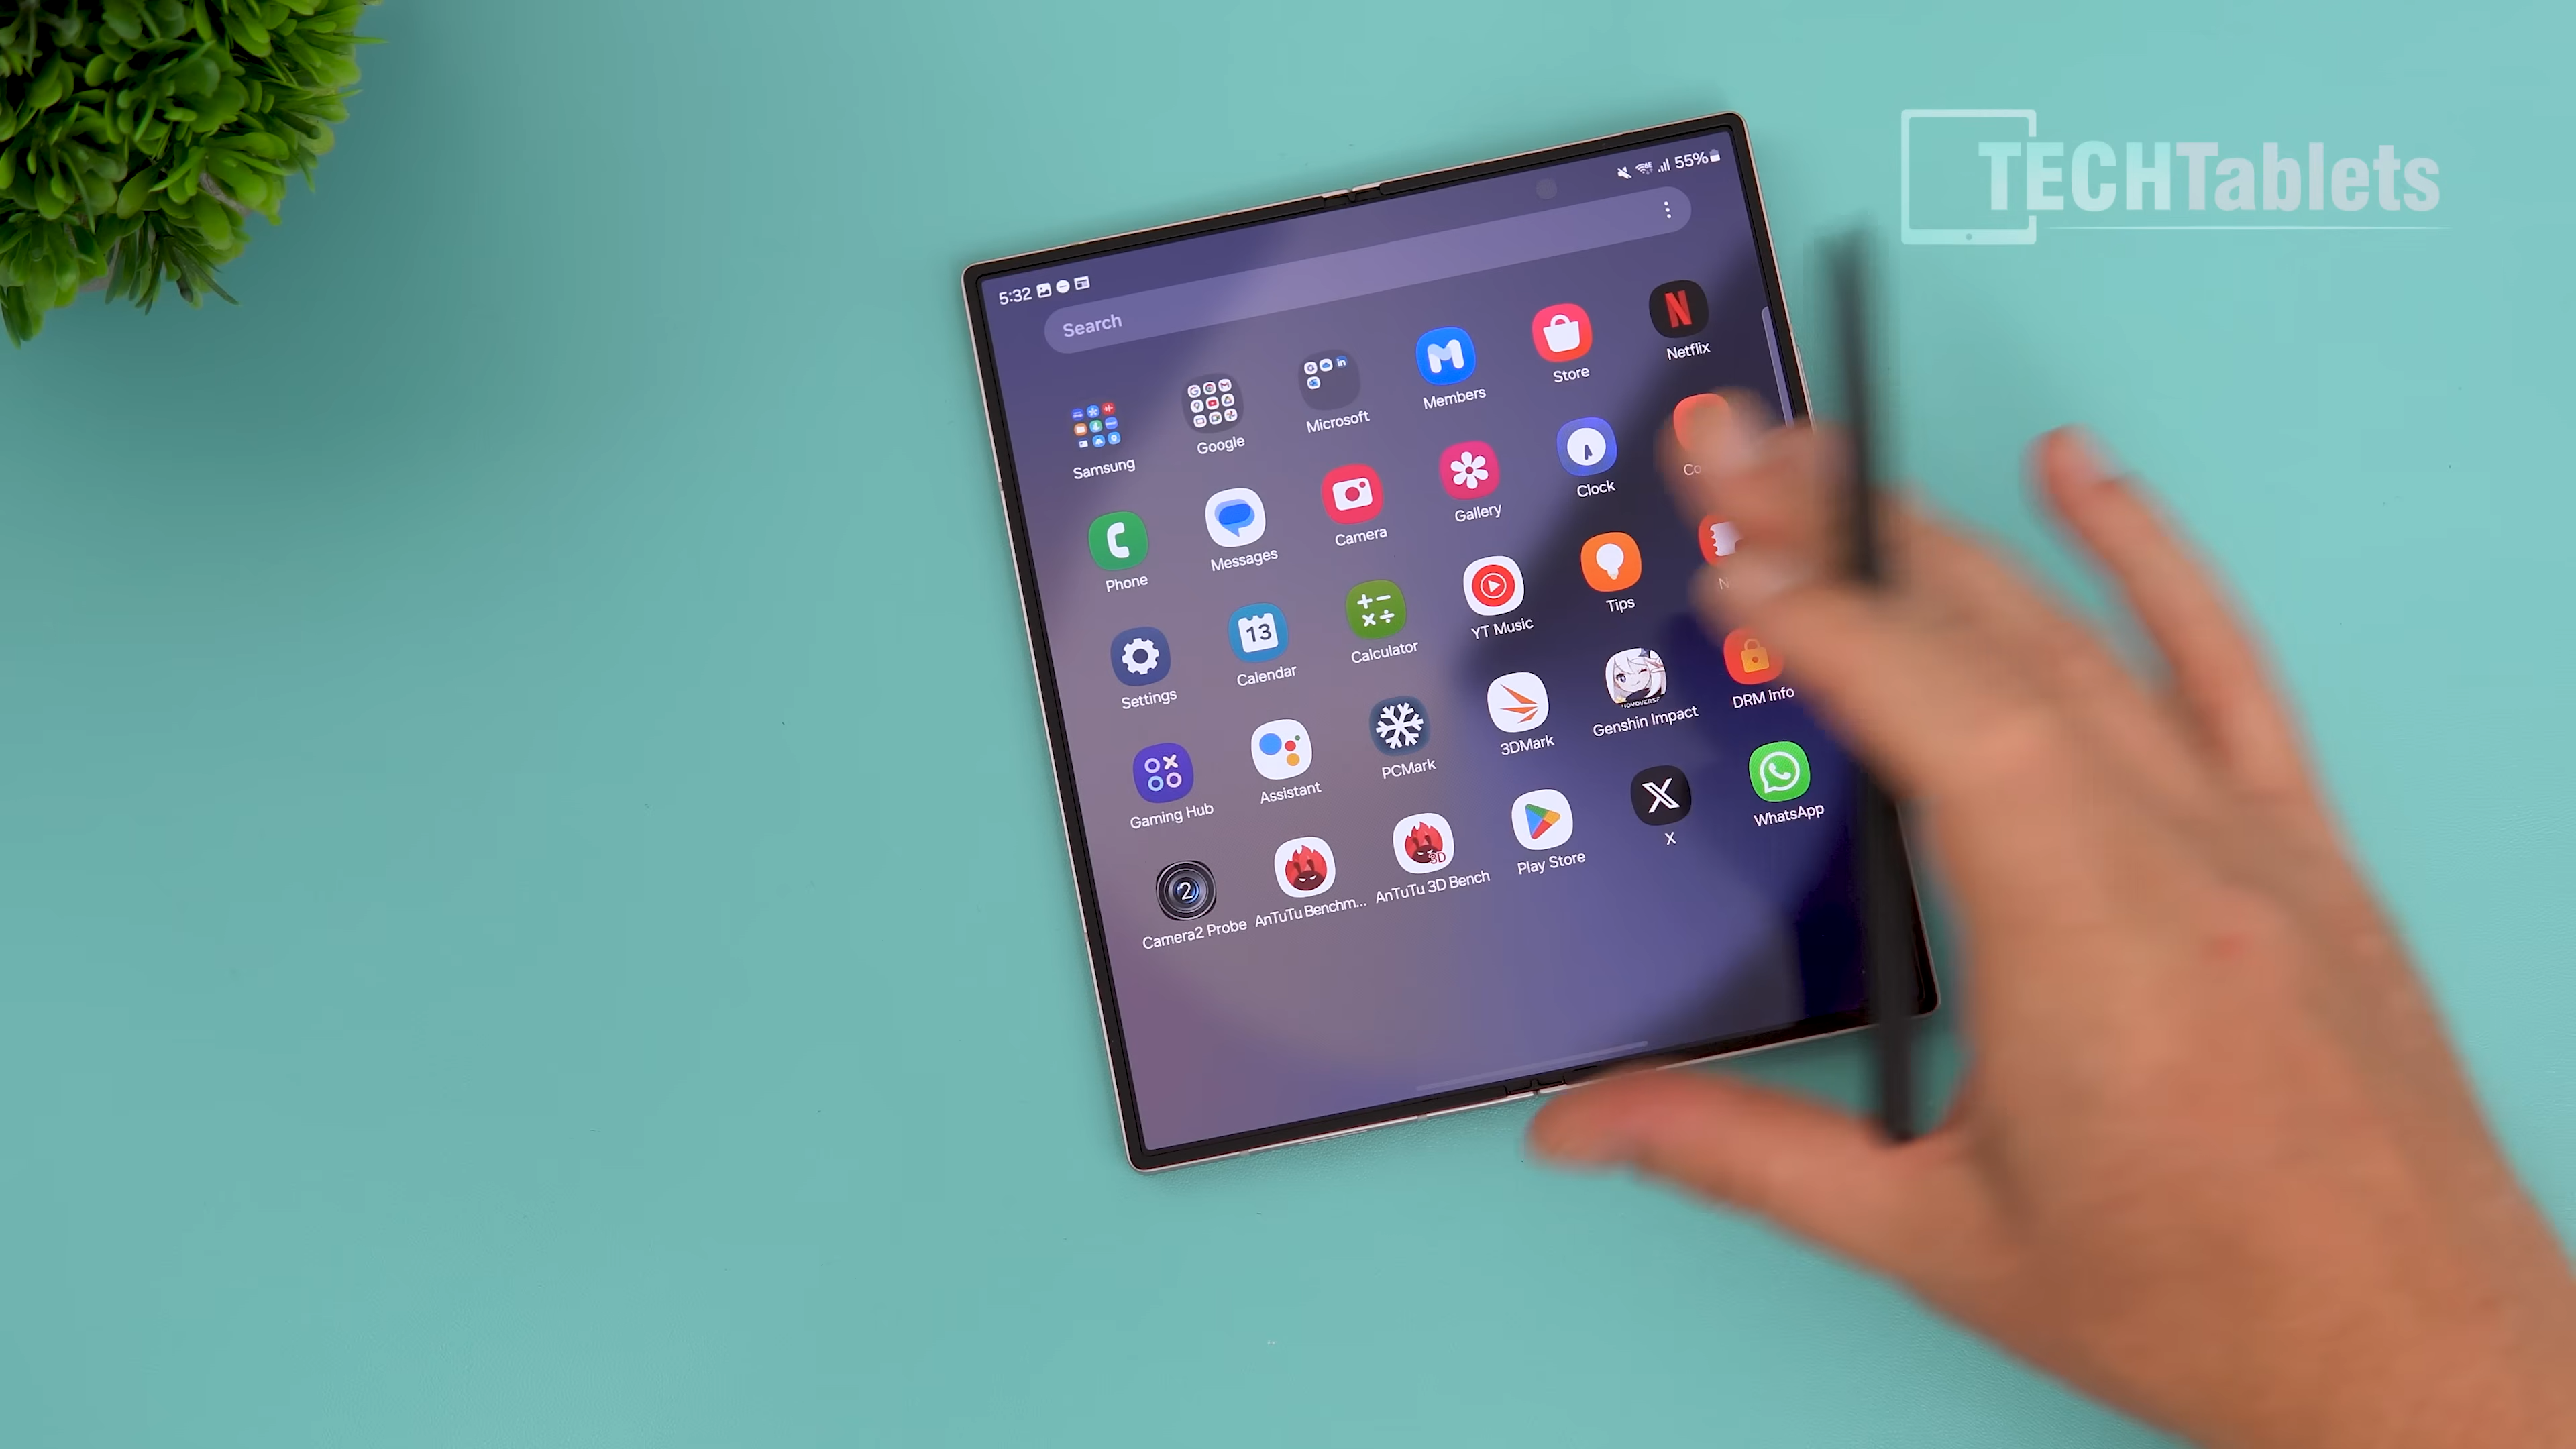 TECHTablets
5:32
55%
Search
Samsung
Google
Microsoft
Members
Store
Netflix
Phone
Messages
Camera
Gallery
Clock
Settings
13
Calendar
Calculator
YT Music
Tips
Gaming Hub
Assistant
PCMark
3DMark
Genshin Impact
DRM Info
2
Camera2 Probe
AnTuTu Benchm...
3D
AnTuTu 3D Bench
Play Store
X
WhatsApp